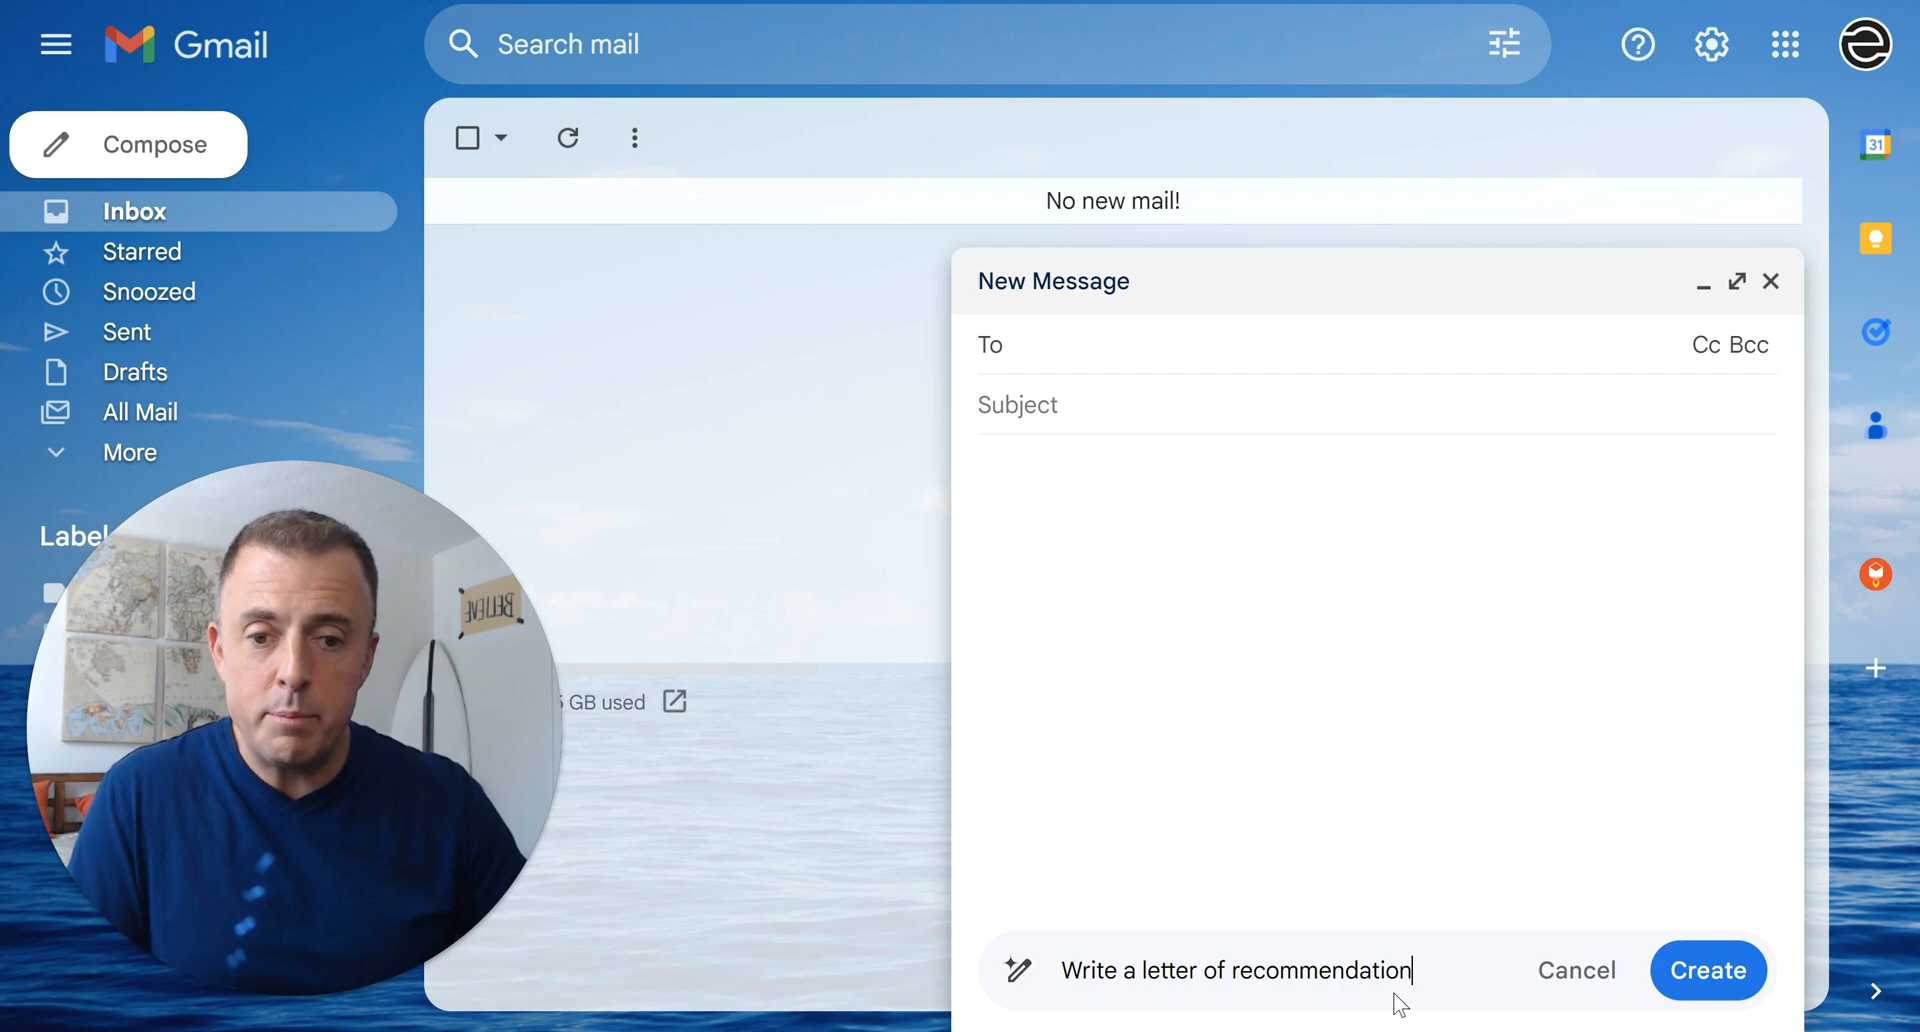 Gmail
Search mail
Compose
Inbox
Starred
Snoozed
Sent
Drafts
All Mail
More
Label
31
No new mail!
GB used
BELIEVE
New Message
To
Cc Bcc
Subject
Write a letter of recommendation
Cancel
Create